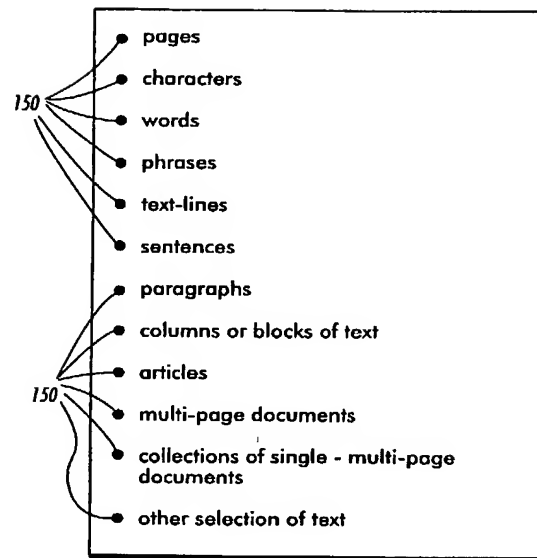 pages
characters
150
words
phrases
text-lines
sentences
paragraphs
columns or blocks of text
articles
150
multi-page documents
collections of single - multi-page
documents
other selection of text